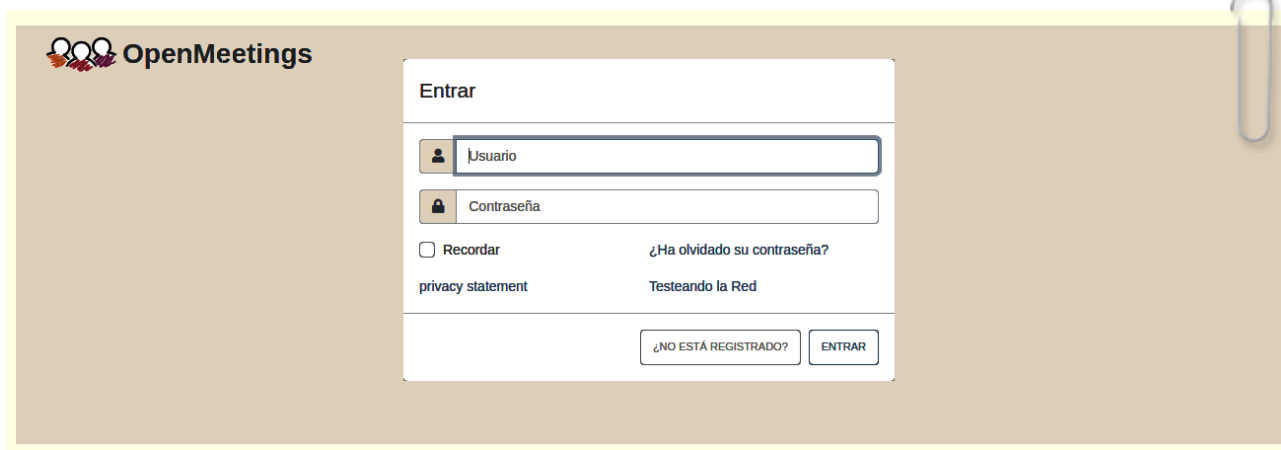 OpenMeetings
Entrar
Usuario
Contraseña
Recordar
¿Ha olvidado su contraseña?
privacy statement
Testeando la Red
¿NO ESTÁ REGISTRADO?
ENTRAR